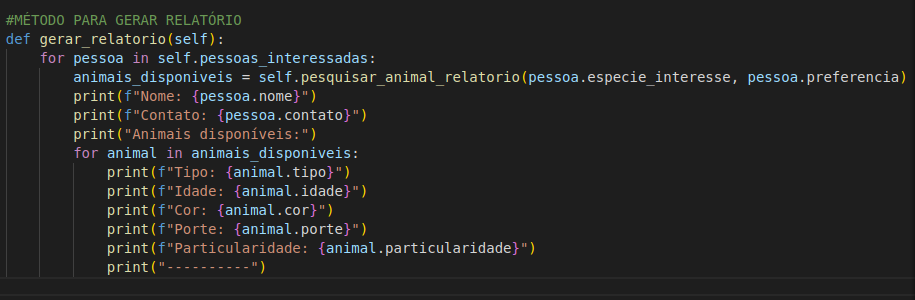 #MÉTODO PARA GERAR RELATÓRIO
def gerar_relatorio(self):
    for pessoa in self.pessoas_interessadas:
        animais_disponiveis = self.pesquisar_animal_relatorio(pessoa.especie_interesse, pessoa.preferencia)
        print(f"Nome: {pessoa.nome}")
        print(f"Contato: {pessoa.contato}")
        print("Animais disponíveis:")
        for animal in animais_disponiveis:
            print(f"Tipo: {animal.tipo}")
            print(f"Idade: {animal.idade}")
            print(f"Cor: {animal.cor}")
            print(f"Porte: {animal.porte}")
            print(f"Particularidade: {animal.particularidade}")
            print("----------")